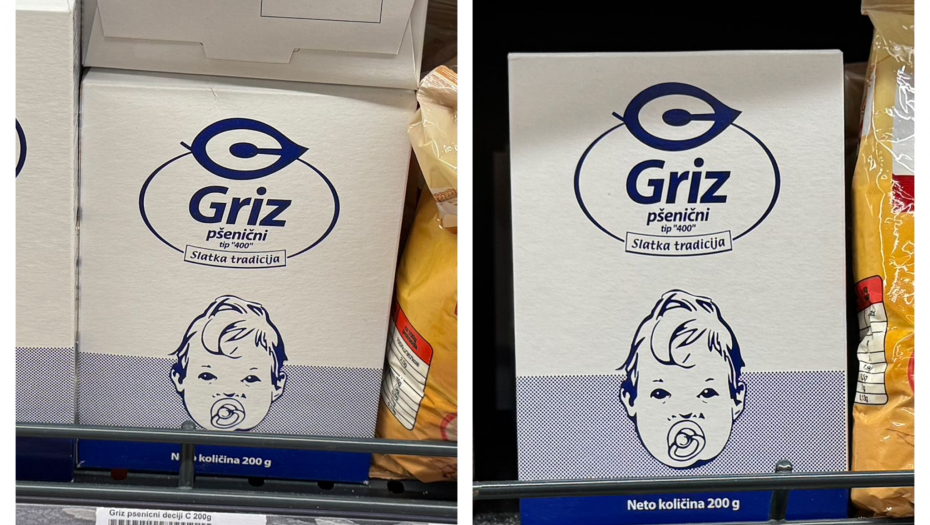 Griz
pšenični
tip "400"
Slatka tradicija
Neto količina 200 g
Griz psenicni deciji C 200g
Griz
pšenični
tip "400"
Slatka tradicija
Neto količina 200 g